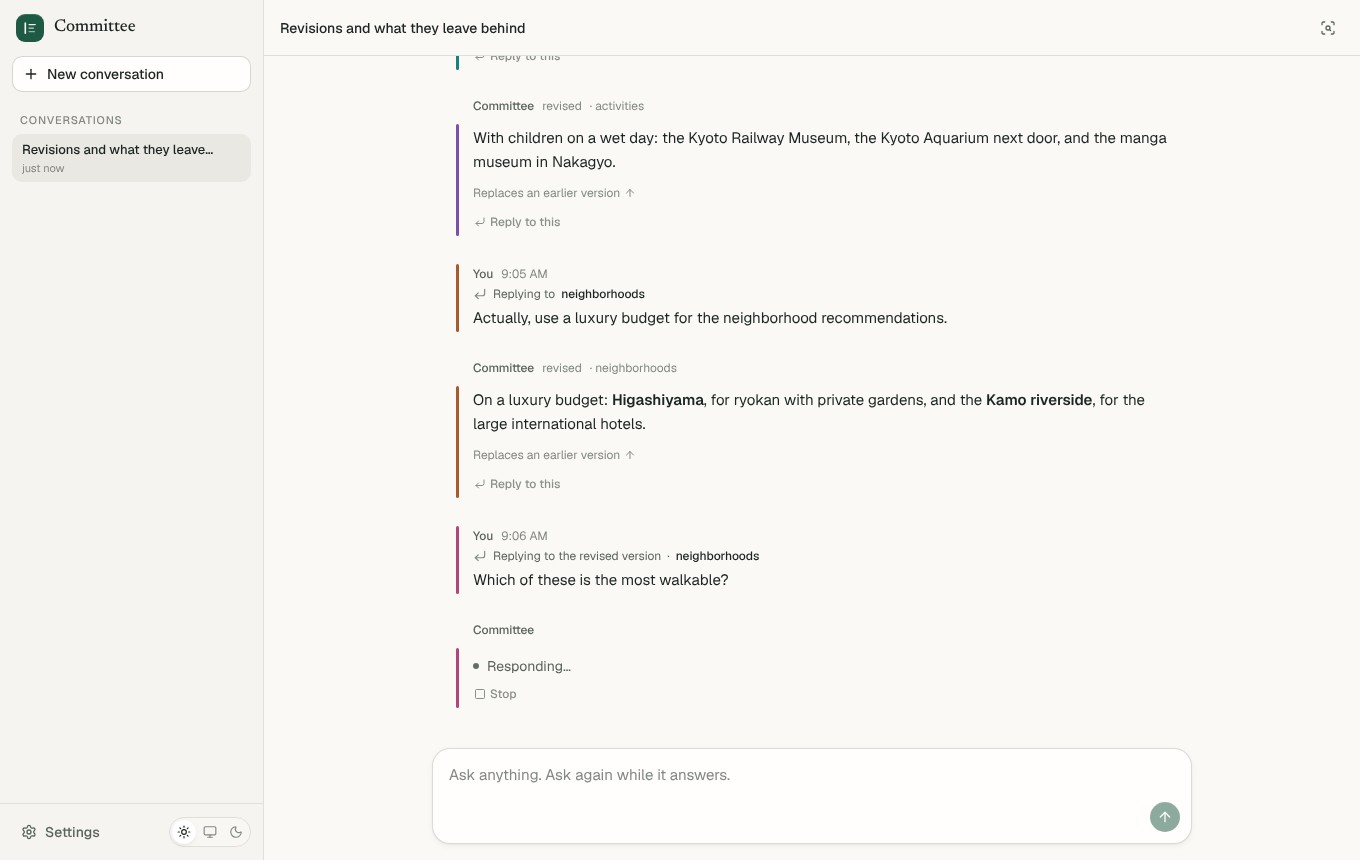 Committee
New conversation
CONVERSATIONS
Revisions and what they leave…
just now
Settings
Revisions and what they leave behind
Reply to this
Committee revised · activities
With children on a wet day: the Kyoto Railway Museum, the Kyoto Aquarium next door, and the manga
museum in Nakagyo.
Replaces an earlier version ↑
Reply to this
You 9:05 AM
Replying to neighborhoods
Actually, use a luxury budget for the neighborhood recommendations.
Committee revised · neighborhoods
On a luxury budget: Higashiyama, for ryokan with private gardens, and the Kamo riverside, for the
large international hotels.
Replaces an earlier version ↑
Reply to this
You 9:06 AM
Replying to the revised version · neighborhoods
Which of these is the most walkable?
Committee
Responding…
Stop
Ask anything. Ask again while it answers.